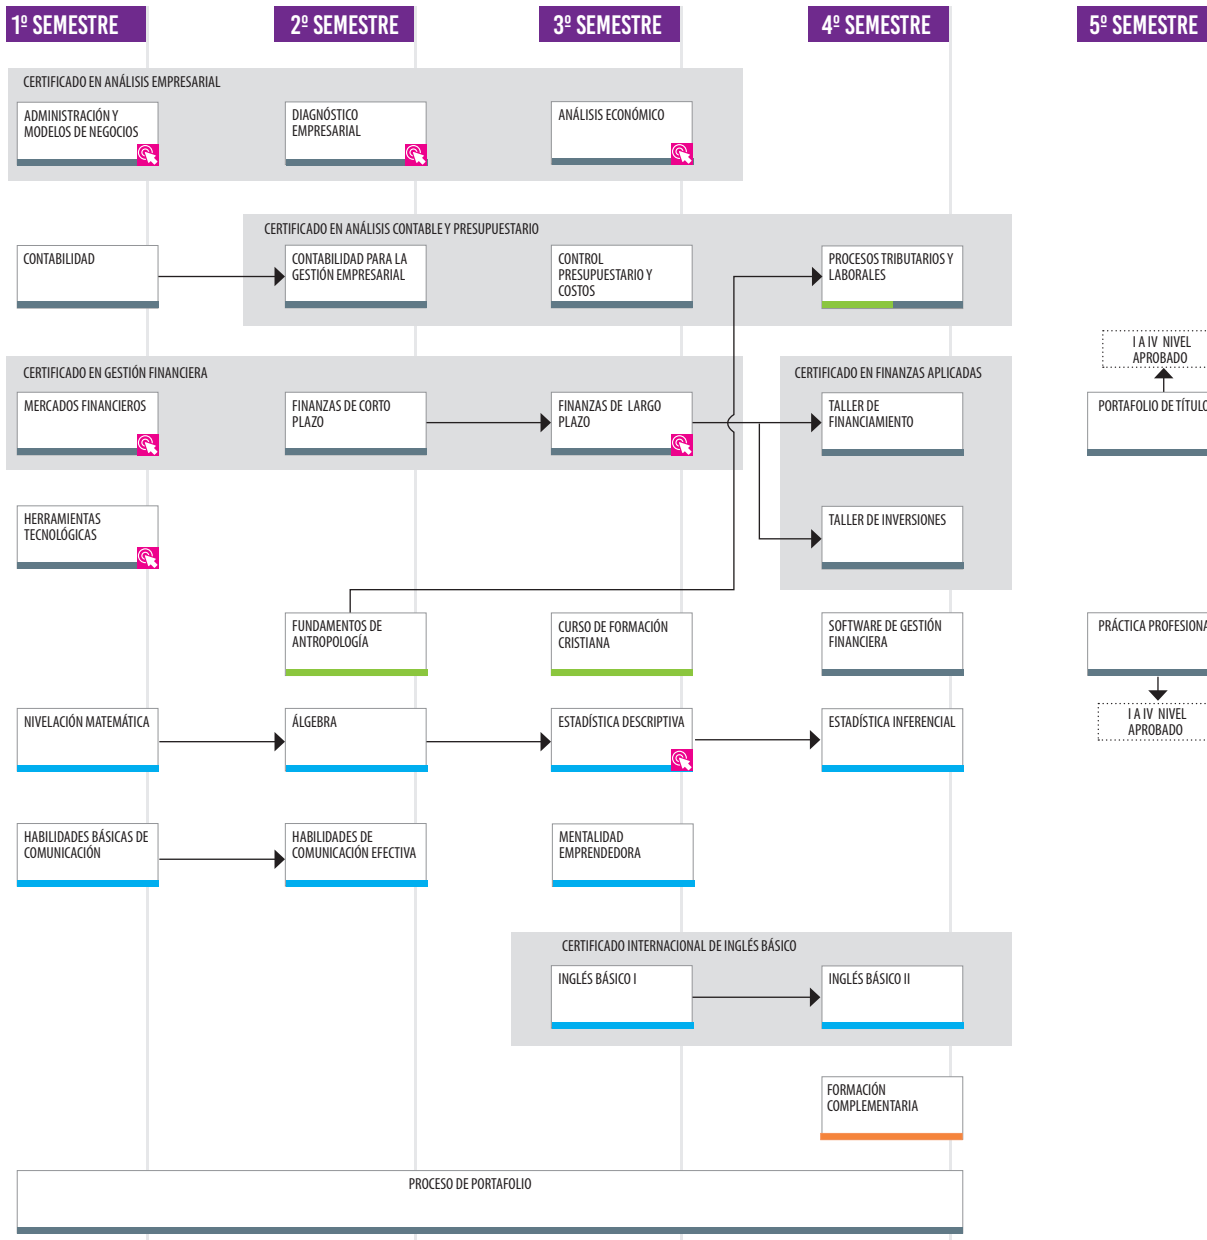 1º SEMESTRE
2º SEMESTRE
3º SEMESTRE
4º SEMESTRE
5º SEMESTRE
CERTIFICADO EN ANÁLISIS EMPRESARIAL
ADMINISTRACIÓN Y
MODELOS DE NEGOCIOS
DIAGNÓSTICO
EMPRESARIAL
ANÁLISIS ECONÓMICO
CERTIFICADO EN ANÁLISIS CONTABLE Y PRESUPUESTARIO
CONTABILIDAD
CONTABILIDAD PARA LA
GESTIÓN EMPRESARIAL
CONTROL
PRESUPUESTARIO Y
COSTOS
PROCESOS TRIBUTARIOS Y
LABORALES
I A IV NIVEL
APROBADO
CERTIFICADO EN GESTIÓN FINANCIERA
CERTIFICADO EN FINANZAS APLICADAS
MERCADOS FINANCIEROS
FINANZAS DE CORTO
PLAZO
FINANZAS DE LARGO
PLAZO
TALLER DE
FINANCIAMIENTO
PORTAFOLIO DE TÍTULO
HERRAMIENTAS
TECNOLÓGICAS
TALLER DE INVERSIONES
FUNDAMENTOS DE
ANTROPOLOGÍA
CURSO DE FORMACIÓN
CRISTIANA
SOFTWARE DE GESTIÓN
FINANCIERA
PRÁCTICA PROFESIONA
NIVELACIÓN MATEMÁTICA
ÁLGEBRA
ESTADÍSTICA DESCRIPTIVA
ESTADÍSTICA INFERENCIAL
I A IV NIVEL
APROBADO
HABILIDADES BÁSICAS DE
COMUNICACIÓN
HABILIDADES DE
COMUNICACIÓN EFECTIVA
MENTALIDAD
EMPRENDEDORA
CERTIFICADO INTERNACIONAL DE INGLÉS BÁSICO
INGLÉS BÁSICO I
INGLÉS BÁSICO II
FORMACIÓN
COMPLEMENTARIA
PROCESO DE PORTAFOLIO